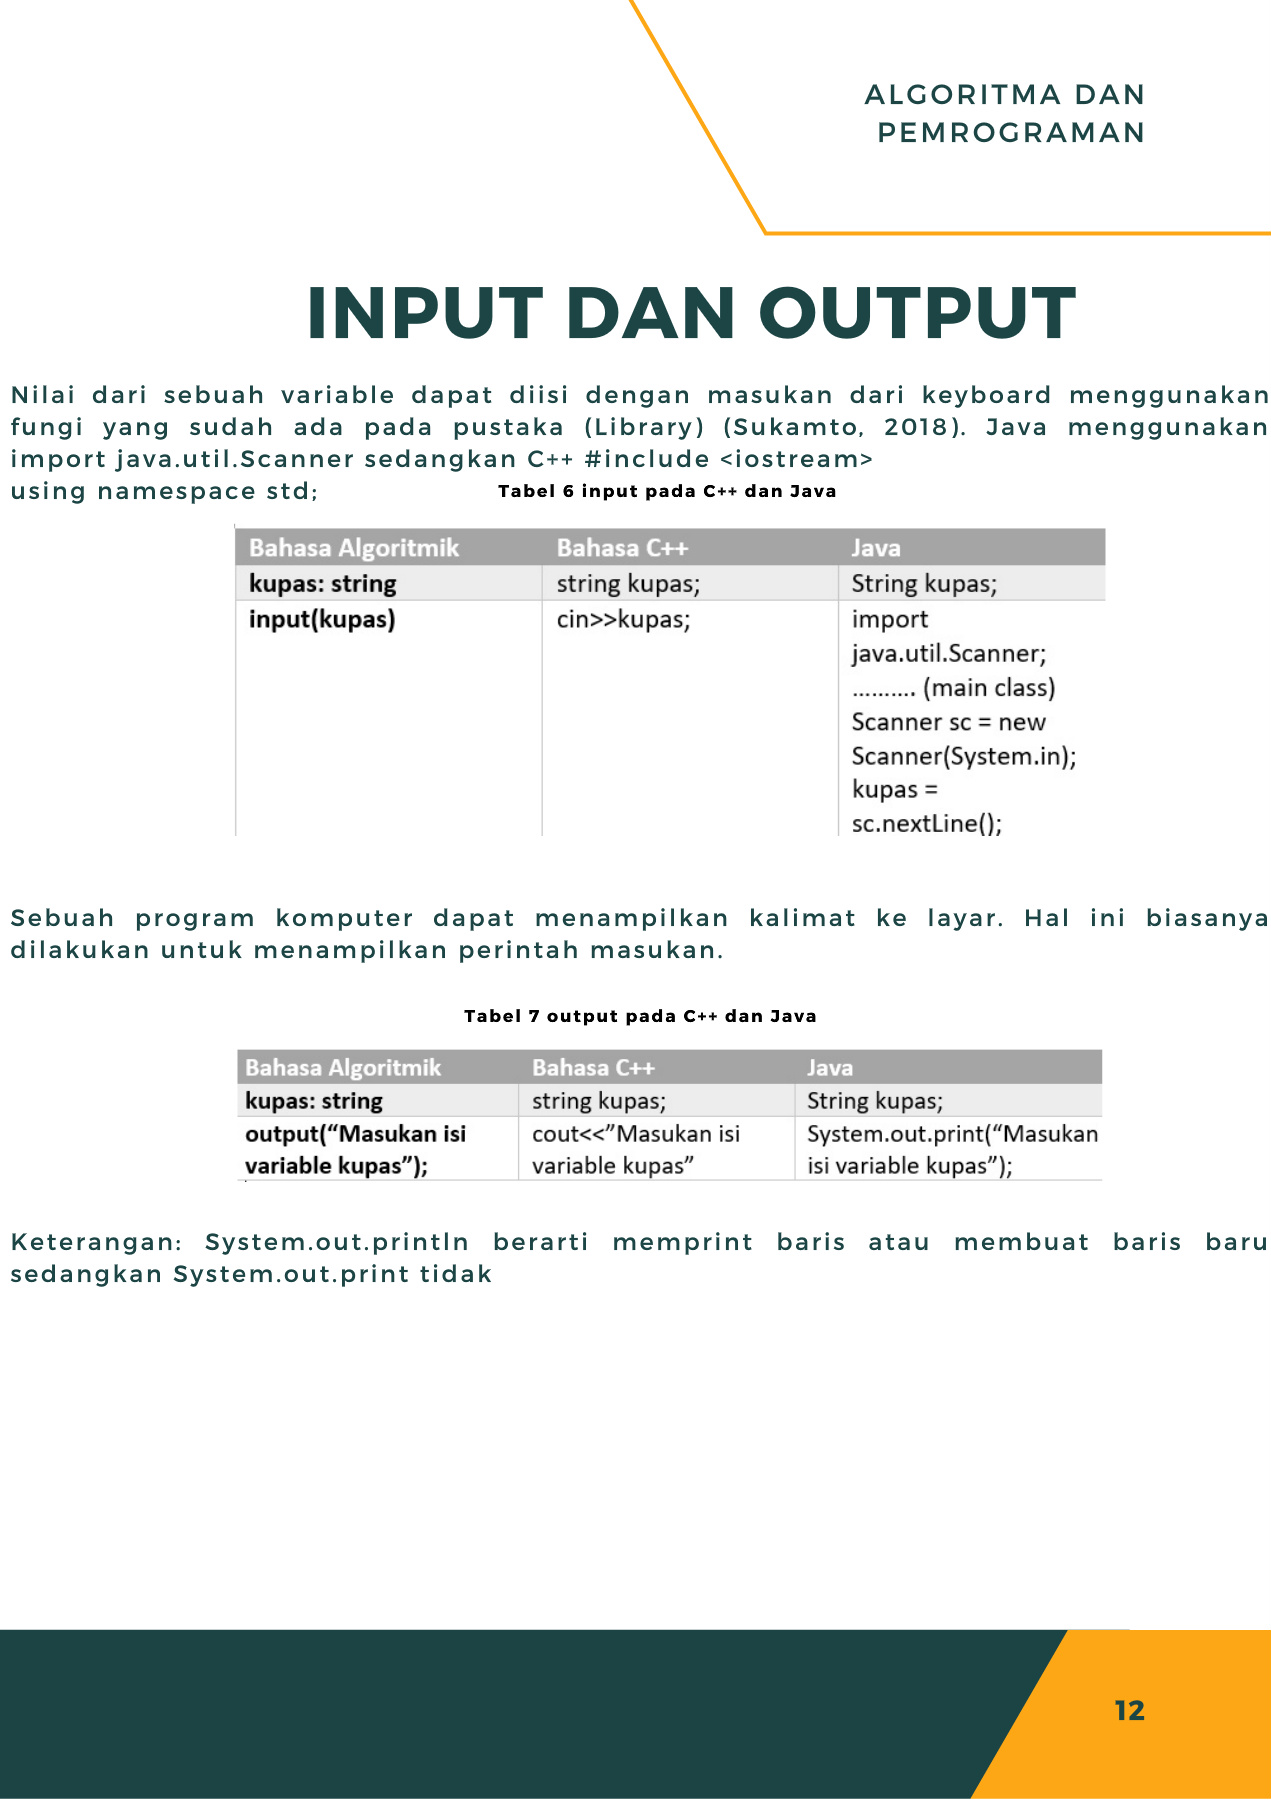 ALGORITMA DAN
PEMROGRAMAN
INPUT DAN OUTPUT
Nilai dari sebuah variable dapat diisi dengan masukan dari keyboard menggunakan
fungi yang sudah ada pada pustaka (Library) (Sukamto, 2018). Java menggunakan
import java.util.Scanner sedangkan C++ #include <iostream>
using namespace std;
Tabel 6 input pada C++ dan Java
Bahasa Algoritmik Bahasa C++ Java
kupas: string string kupas; String kupas;
input(kupas) cin>>kupas; import
java.util.Scanner;
.......... (main class)
Scanner sc = new
Scanner(System.in);
kupas =
sc.nextLine();
Sebuah program komputer dapat menampilkan kalimat ke layar. Hal ini biasanya
dilakukan untuk menampilkan perintah masukan.
Tabel 7 output pada C++ dan Java
Bahasa Algoritmik Bahasa C++ Java
kupas: string string kupas; String kupas;
output(“Masukan isi cout<<”Masukan isi System.out.print(“Masukan
variable kupas”); variable kupas” isi variable kupas”);
Keterangan: System.out.println berarti memprint baris atau membuat baris baru
sedangkan System.out.print tidak
12